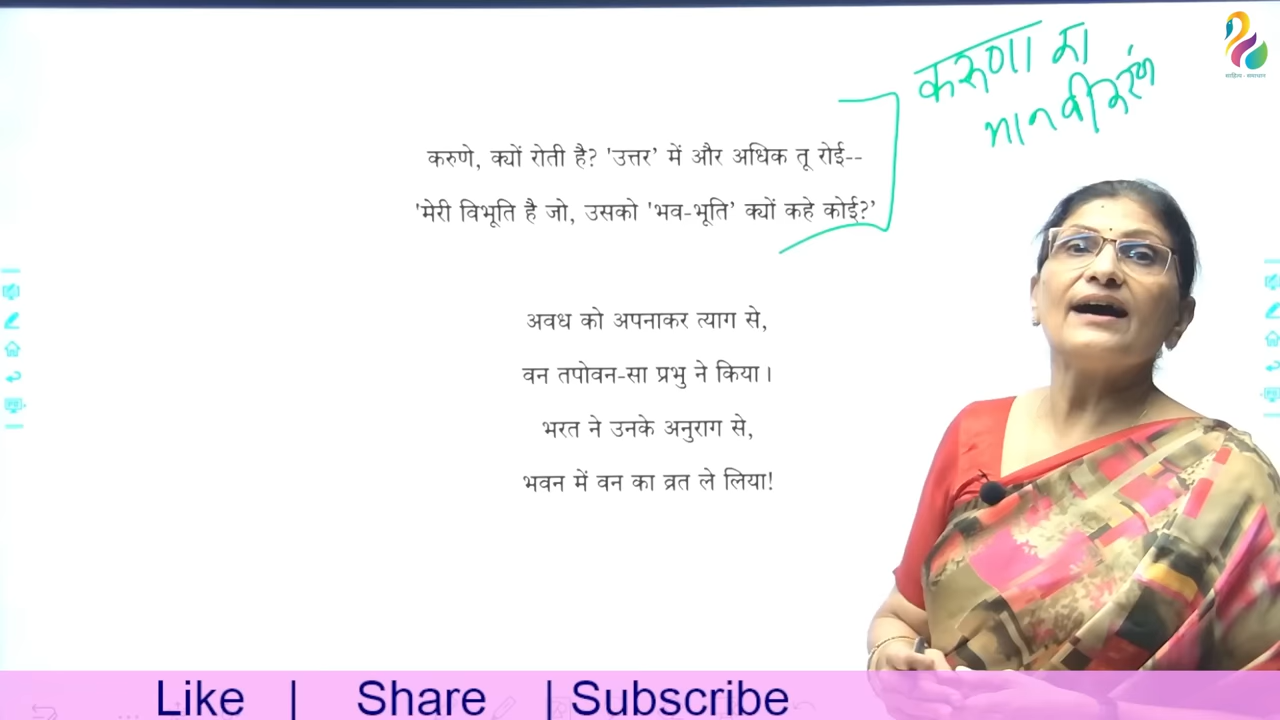 करुणा का
मानवीकरण
साहित्य - समाचार
करुणे, क्यों रोती है? 'उत्तर’ में और अधिक तू रोई--
'मेरी विभूति है जो, उसको 'भव-भूति’ क्यों कहे कोई?’
अवध को अपनाकर त्याग से,
वन तपोवन-सा प्रभु ने किया।
भरत ने उनके अनुराग से,
भवन में वन का व्रत ले लिया!
Like | Share | Subscribe